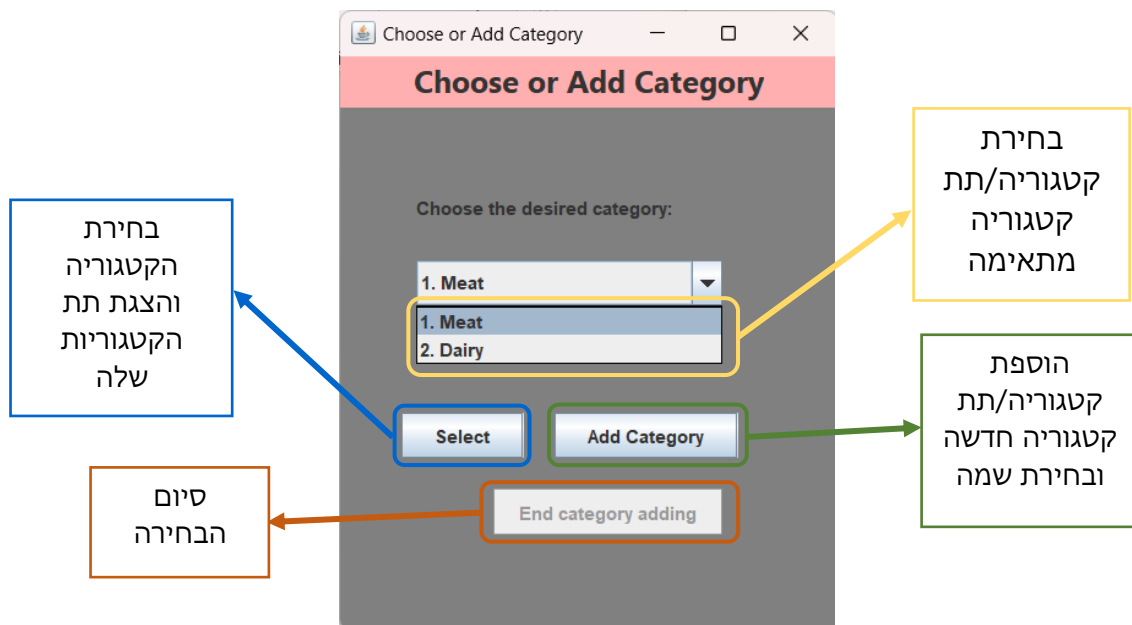 Choose or Add Category
Choose or Add Category
בחירת
קטגוריה/תת
קטגוריה
מתאימה
בחירת
הקטגוריה
והצגת תת
הקטגוריות
שלה
Choose the desired category:
1. Meat
1. Meat
2. Dairy
הוספת
קטגוריה/תת
קטגוריה חדשה
ובחירת שמה
Select
Add Category
סיום
הבחירה
End category adding